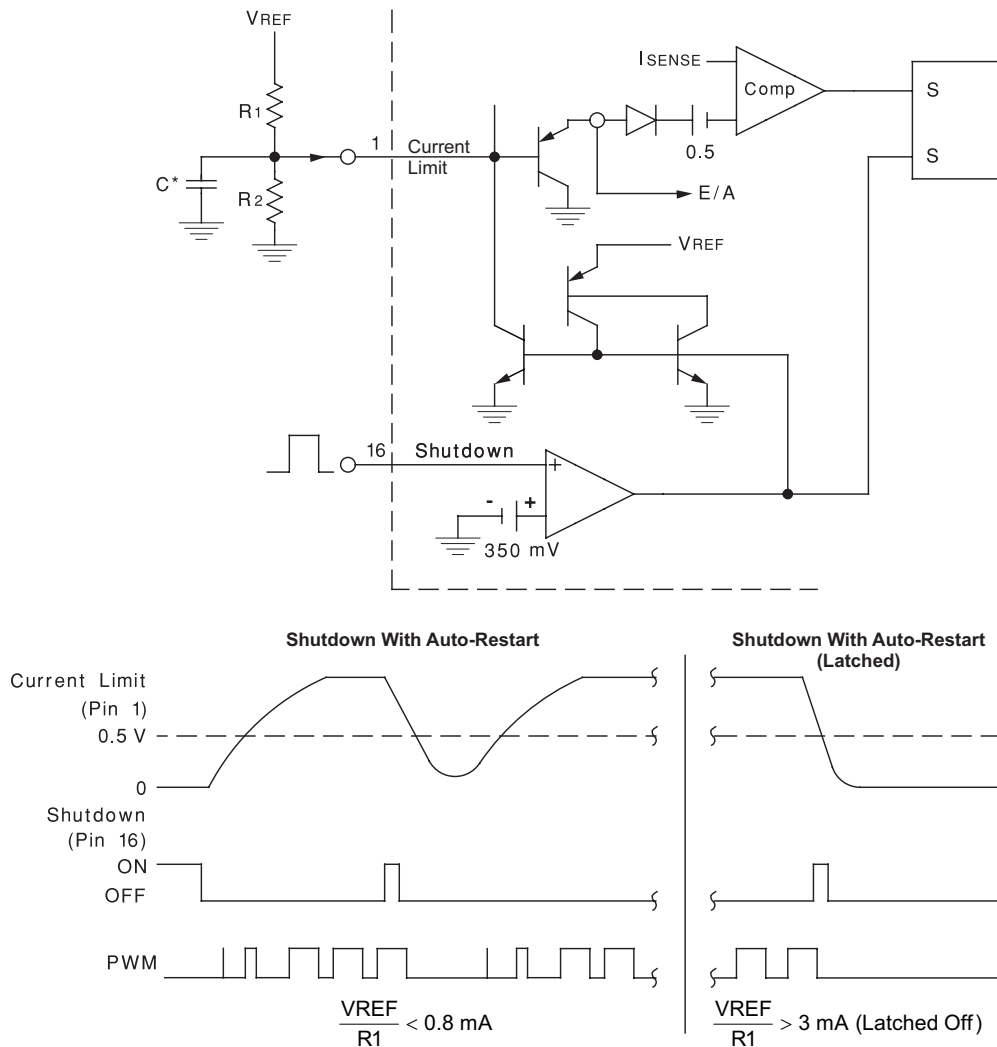 VREF
R1
C*
R2
1
Current
Limit
ISENSE
Comp
0.5
E/A
S
S
VREF
16
Shutdown
+
- +
350 mV
Shutdown With Auto-Restart
Shutdown With Auto-Restart
(Latched)
Current Limit
(Pin 1)
0.5 V
0
Shutdown
(Pin 16)
ON
OFF
PWM
VREF
R1
< 0.8 mA
VREF
R1
> 3 mA (Latched Off)